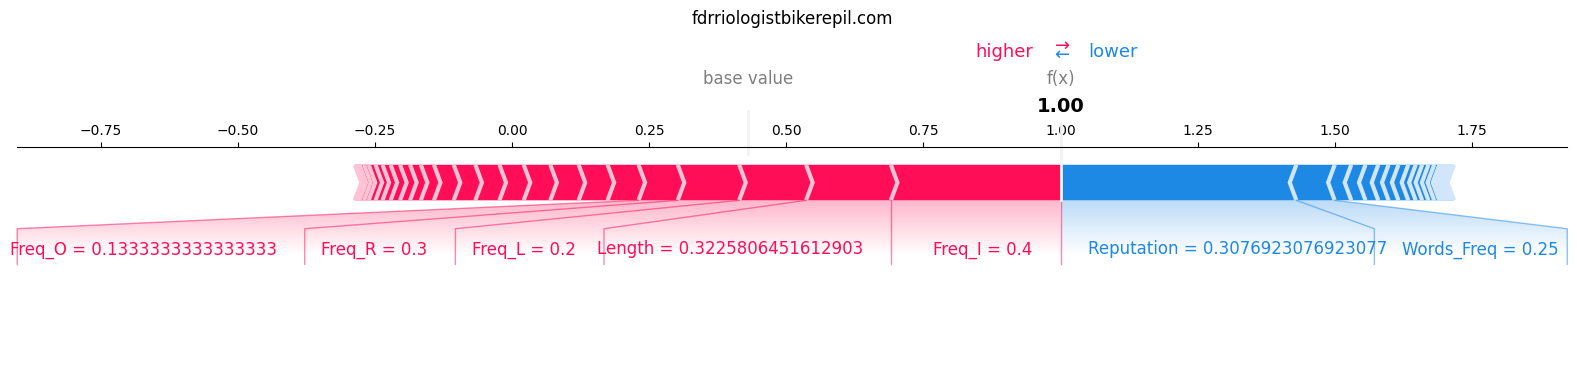 fdrriologistbikerepil.com
higher ⇄ lower
base value f(x)
1.00
−0.75 −0.50 −0.25 0.00 0.25 0.50 0.75 1.00 1.25 1.50 1.75
Freq_O = 0.1333333333333333 Freq_R = 0.3 Freq_L = 0.2 Length = 0.3225806451612903 Freq_I = 0.4 Reputation = 0.3076923076923077 Words_Freq = 0.25